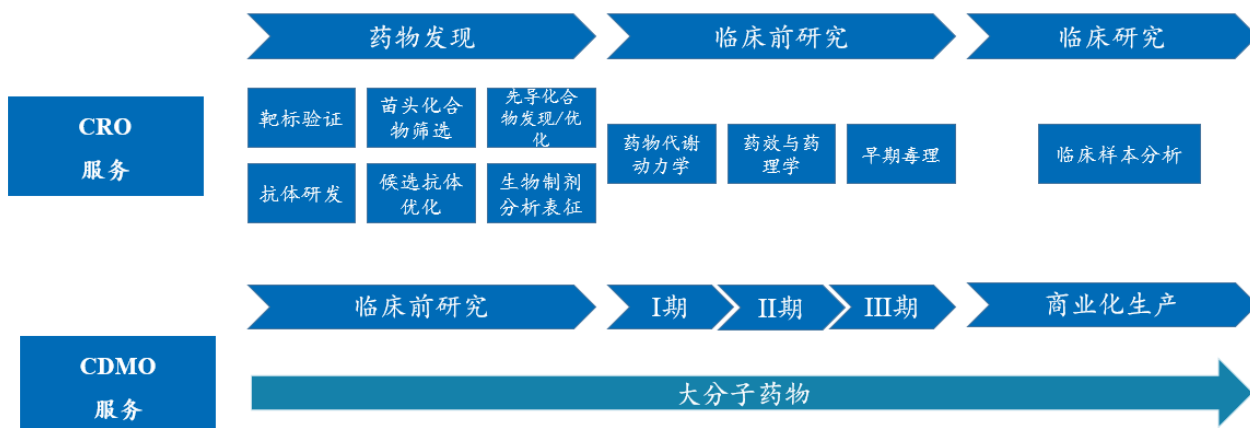 药物发现
临床前研究
临床研究
CRO
服务
靶标验证
苗头化合
物筛选
先导化合
物发现/优
化
药物代谢
动力学
药效与药
理学
早期毒理
临床样本分析
抗体研发
候选抗体
优化
生物制剂
分析表征
临床前研究
I期
II期
III期
商业化生产
CDMO
服务
大分子药物